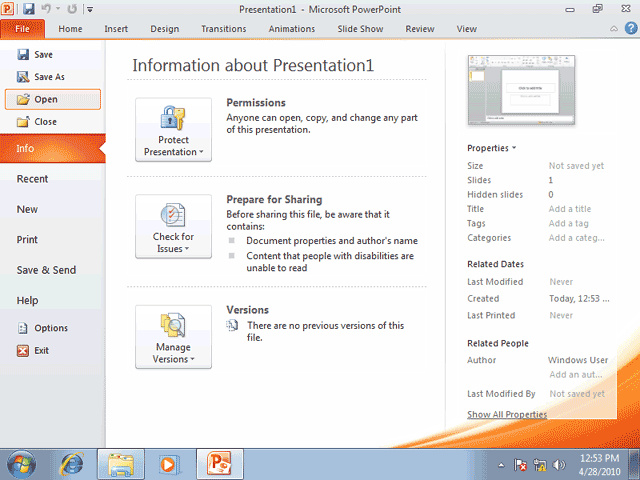 Presentation1 - Microsoft PowerPoint
File Home Insert Design Transitions Animations Slide Show Review View
Save
Save As
Open
Close
Info
Recent
New
Print
Save & Send
Help
Options
Exit
Information about Presentation1
Protect
Presentation
Permissions
Anyone can open, copy, and change any part
of this presentation.
Check for
Issues
Prepare for Sharing
Before sharing this file, be aware that it
contains:
Document properties and author's name
Content that people with disabilities are
unable to read
Manage
Versions
Versions
There are no previous versions of this
file.
Properties
Size Not saved yet
Slides 1
Hidden slides 0
Title Add a title
Tags Add a tag
Categories Add a categ...
Related Dates
Last Modified Never
Created Today, 12:53 ...
Last Printed Never
Related People
Author Windows User
Add an aut...
Last Modified By Not saved yet
Show All Properties
12:53 PM
4/28/2010